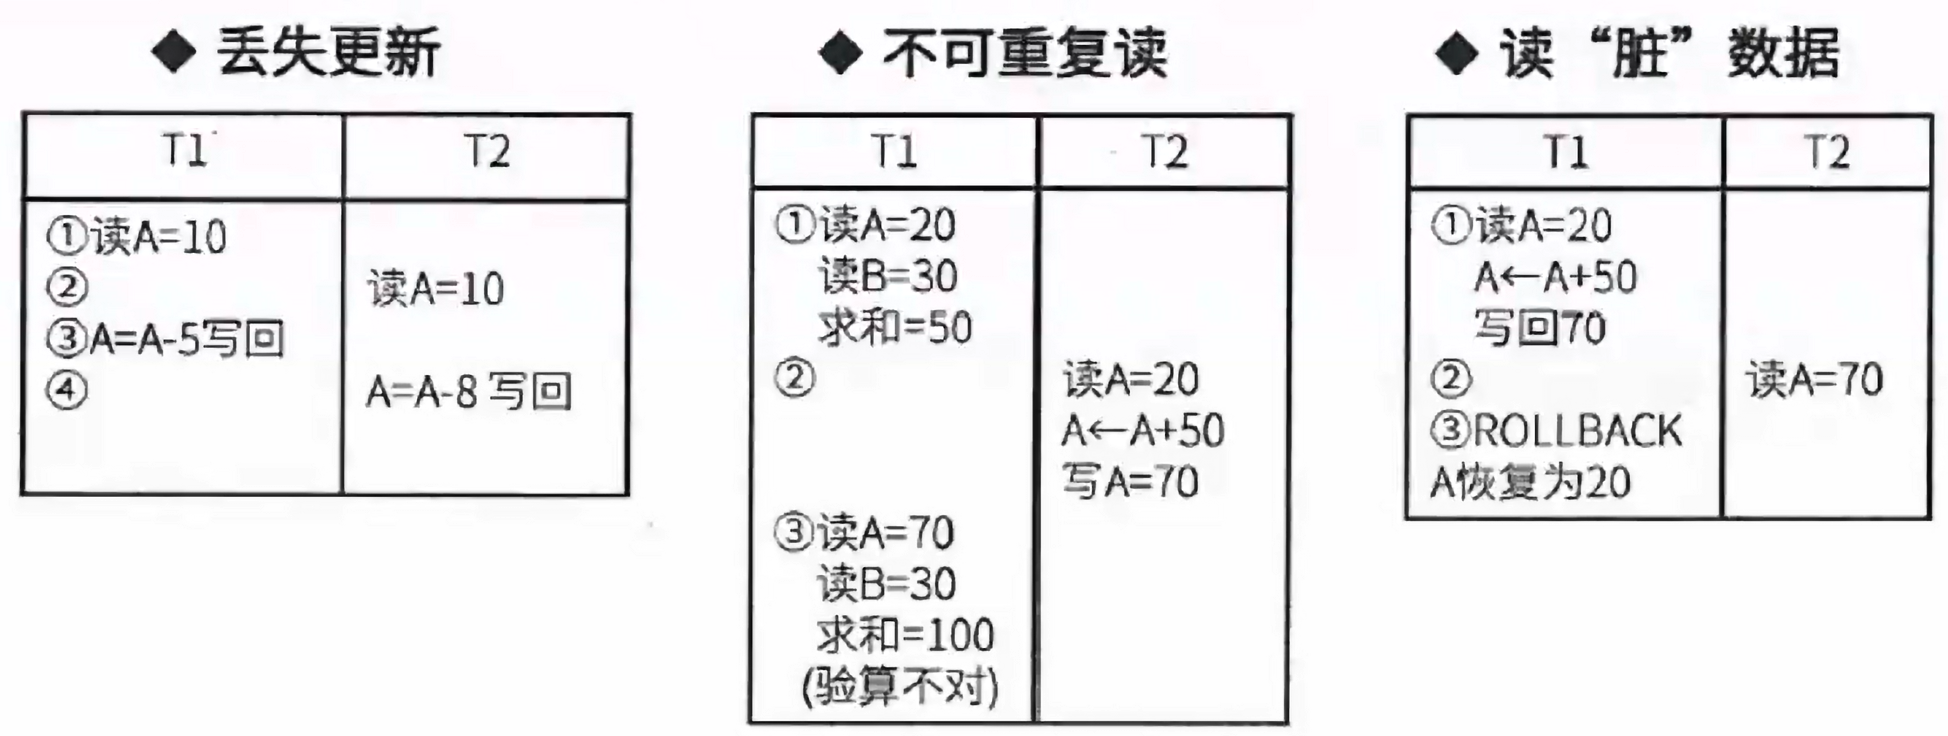 ◆ 丢失更新
T1 T2
①读A=10
② 读A=10
③A=A-5写回
④ A=A-8 写回
◆ 不可重复读
T1 T2
①读A=20
读B=30
求和=50
② 读A=20
A←A+50
写A=70
③读A=70
读B=30
求和=100
(验算不对)
◆ 读“脏”数据
T1 T2
①读A=20
A←A+50
写回70
② 读A=70
③ROLLBACK
A恢复为20